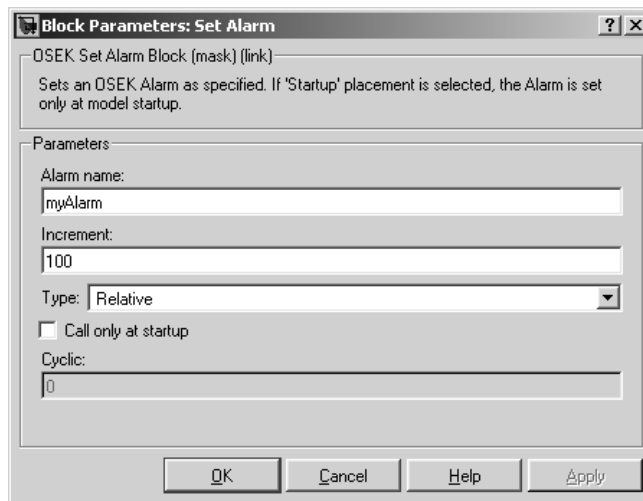 Block Parameters: Set Alarm
OSEK Set Alarm Block (mask) (link)
Sets an OSEK Alarm as specified. If 'Startup' placement is selected, the Alarm is set
only at model startup.
Parameters
Alarm name:
myAlarm
Increment:
100
Type: Relative
Call only at startup
Cyclic:
0
OK Cancel Help Apply